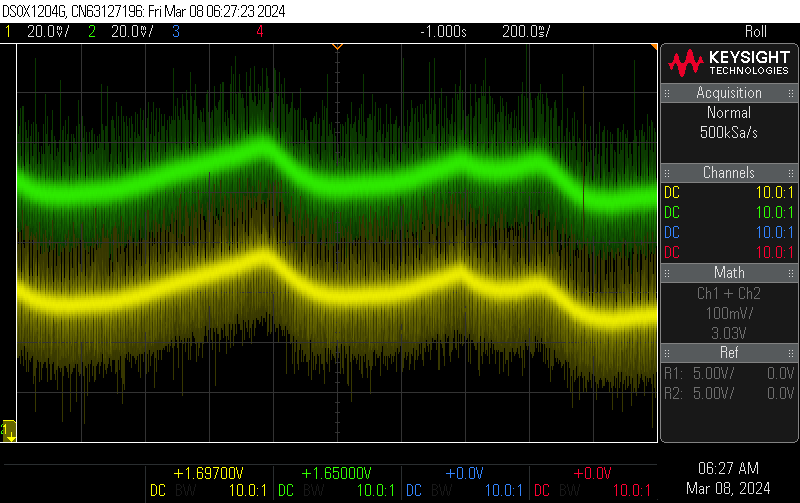 DSOX1204G, CN63127196: Fri Mar 08 06:27:23 2024
1 20.0V/ 2 20.0V/ 3 4 -1.000s 200.0s/ Roll
KEYSIGHT
TECHNOLOGIES
Acquisition
Normal
500kSa/s
Channels
DC 10.0:1
DC 10.0:1
DC 10.0:1
DC 10.0:1
Math
Ch1 + Ch2
100mV/
3.03V
Ref
R1: 5.00V/ 0.0V
R2: 5.00V/ 0.0V
+1.69700V +1.65000V +0.0V +0.0V
DC BW 10.0:1 DC BW 10.0:1 DC BW 10.0:1 DC BW 10.0:1
06:27 AM
Mar 08, 2024